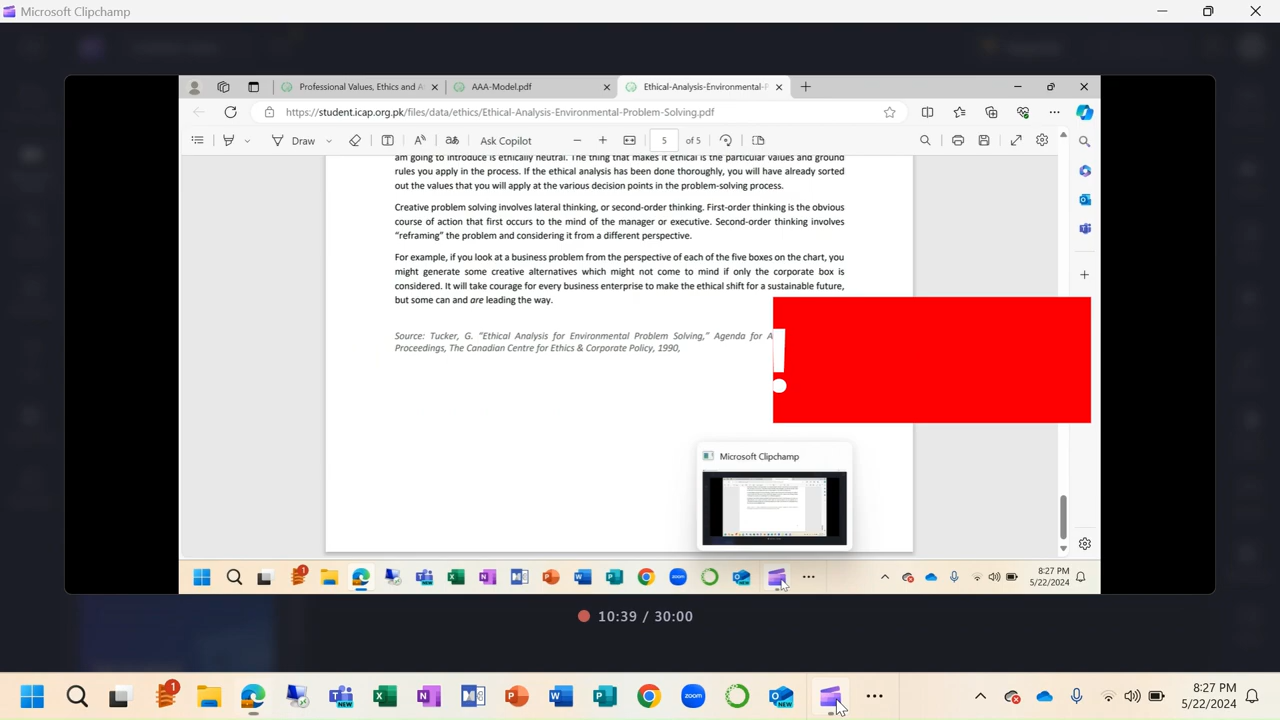 Microsoft Clipchamp
Professional Values, Ethics and A
AAA-Model.pdf
Ethical-Analysis-Environmental-P
https://student.icap.org.pk/files/data/ethics/Ethical-Analysis-Environmental-Problem-Solving.pdf
Draw
Ask Copilot
5
of 5
am going to introduce is ethically neutral. The thing that makes it ethical is the particular values and ground
rules you apply in the process. If the ethical analysis has been done thoroughly, you will have already sorted
out the values that you will apply at the various decision points in the problem-solving process.
Creative problem solving involves lateral thinking, or second-order thinking. First-order thinking is the obvious
course of action that first occurs to the mind of the manager or executive. Second-order thinking involves
“reframing” the problem and considering it from a different perspective.
For example, if you look at a business problem from the perspective of each of the five boxes on the chart, you
might generate some creative alternatives which might not come to mind if only the corporate box is
considered. It will take courage for every business enterprise to make the ethical shift for a sustainable future,
but some can and are leading the way.
Source: Tucker, G. “Ethical Analysis for Environmental Problem Solving,” Agenda for A
Proceedings, The Canadian Centre for Ethics & Corporate Policy, 1990,
!
Microsoft Clipchamp
8:27 PM
5/22/2024
10:39 / 30:00
8:27 PM
5/22/2024